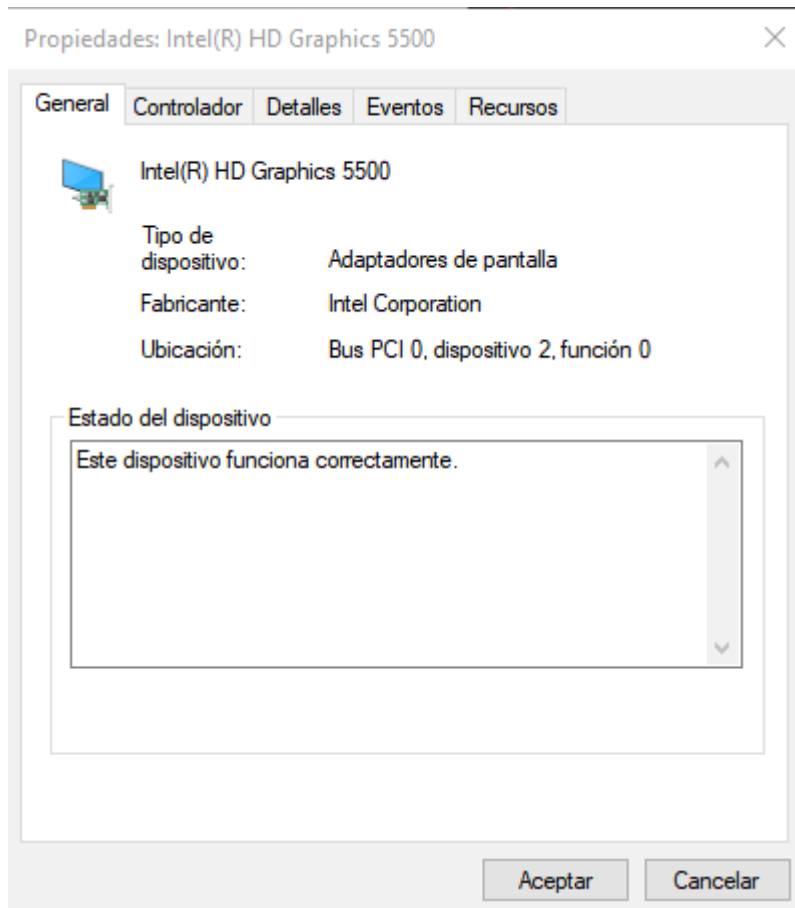 Propiedades: Intel(R) HD Graphics 5500
General Controlador Detalles Eventos Recursos
Intel(R) HD Graphics 5500
Tipo de
dispositivo: Adaptadores de pantalla
Fabricante: Intel Corporation
Ubicación: Bus PCI 0, dispositivo 2, función 0
Estado del dispositivo
Este dispositivo funciona correctamente.
Aceptar Cancelar